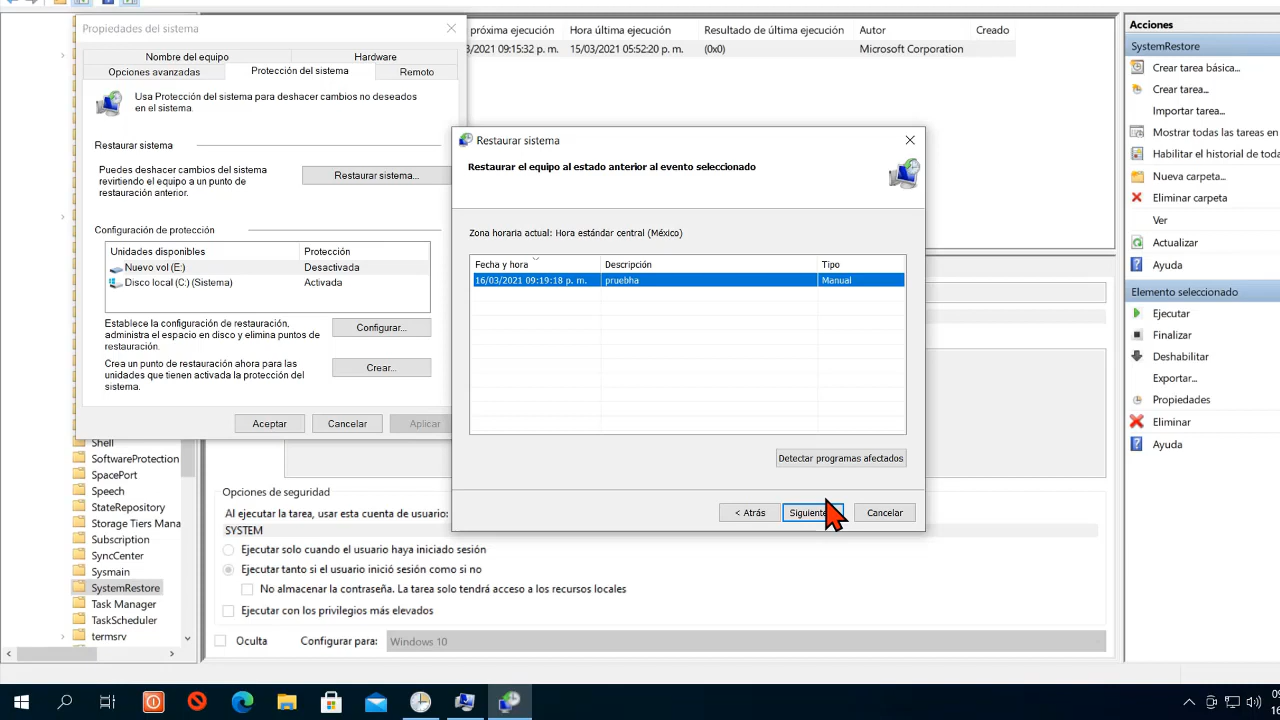 Propiedades del sistema
Nombre del equipo
Hardware
Opciones avanzadas
Protección del sistema
Remoto
Usa Protección del sistema para deshacer cambios no deseados
en el sistema.
Restaurar sistema
Puedes deshacer cambios del sistema
revirtiendo el equipo a un punto de
restauración anterior.
Restaurar sistema...
Configuración de protección
Unidades disponibles
Protección
Nuevo vol (E:)
Desactivada
Disco local (C:) (Sistema)
Activada
Establece la configuración de restauración,
administra el espacio en disco y elimina puntos de
restauración.
Configurar...
Crea un punto de restauración ahora para las
unidades que tienen activada la protección del
sistema.
Crear...
Aceptar
Cancelar
Aplicar
próxima ejecución
Hora última ejecución
Resultado de última ejecución
Autor
Creado
3/2021 09:15:32 p. m.
15/03/2021 05:52:20 p. m.
(0x0)
Microsoft Corporation
Restaurar sistema
Restaurar el equipo al estado anterior al evento seleccionado
Zona horaria actual: Hora estándar central (México)
Fecha y hora
Descripción
Tipo
16/03/2021 09:19:18 p. m.
pruebha
Manual
Detectar programas afectados
< Atrás
Siguiente
Cancelar
Shell
SoftwareProtection
SpacePort
Speech
StateRepository
Storage Tiers Mana
Subscription
SyncCenter
Sysmain
SystemRestore
Task Manager
TaskScheduler
termsrv
Opciones de seguridad
Al ejecutar la tarea, usar esta cuenta de usuario:
SYSTEM
Ejecutar solo cuando el usuario haya iniciado sesión
Ejecutar tanto si el usuario inició sesión como si no
No almacenar la contraseña. La tarea solo tendrá acceso a los recursos locales
Ejecutar con los privilegios más elevados
Oculta
Configurar para:
Windows 10
Acciones
SystemRestore
Crear tarea básica...
Crear tarea...
Importar tarea...
Mostrar todas las tareas en
Habilitar el historial de toda
Nueva carpeta...
Eliminar carpeta
Ver
Actualizar
Ayuda
Elemento seleccionado
Ejecutar
Finalizar
Deshabilitar
Exportar...
Propiedades
Eliminar
Ayuda